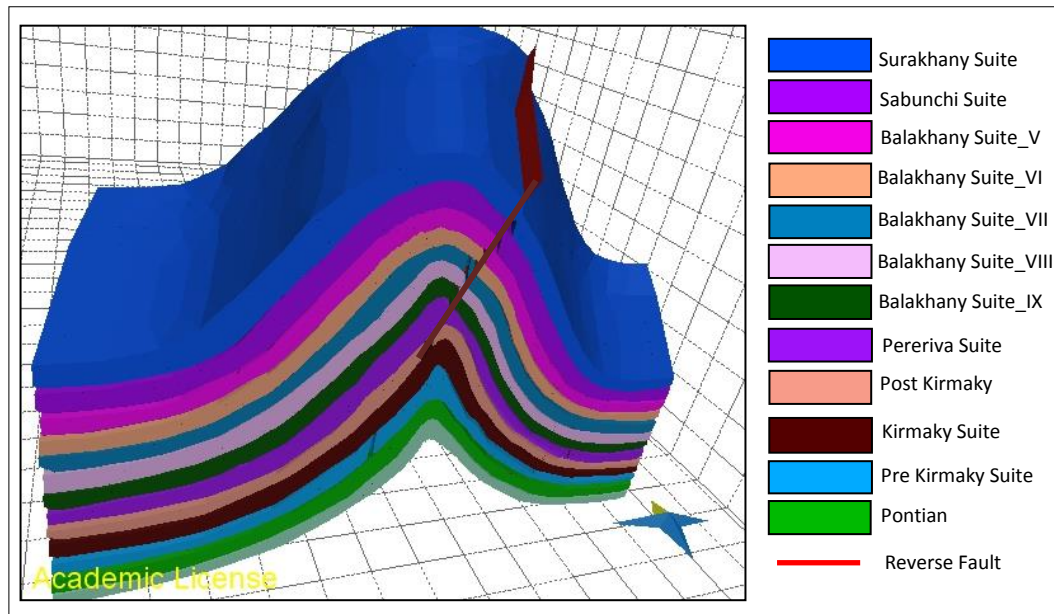 Surakhany Suite
Sabunchi Suite
Balakhany Suite_V
Balakhany Suite_VI
Balakhany Suite_VII
Balakhany Suite_VIII
Balakhany Suite_IX
Pereriva Suite
Post Kirmaky
Kirmaky Suite
Pre Kirmaky Suite
Pontian
Reverse Fault
Academic License